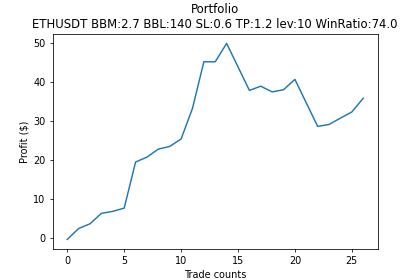 Portfolio
ETHUSDT BBM:2.7 BBL:140 SL:0.6 TP:1.2 lev:10 WinRatio:74.0
50
40
30
20
10
0
Profit ($)
0 5 10 15 20 25
Trade counts